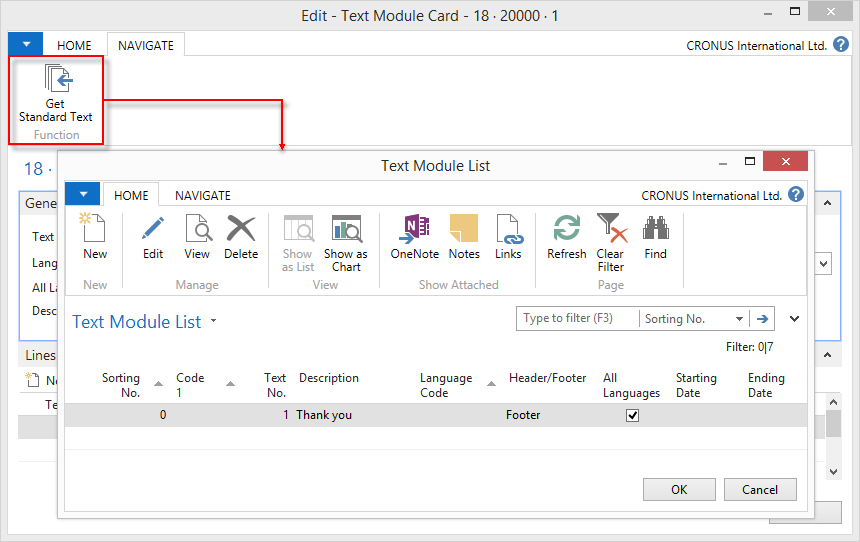 Edit - Text Module Card - 18 · 20000 · 1
HOME NAVIGATE CRONUS International Ltd.
Get
Standard Text
Function
18 ·
Text Module List
HOME NAVIGATE CRONUS International Ltd.
Gene
Text
Lang
All La
Desc
New Edit View Delete Show
as List Show as
Chart OneNote Notes Links Refresh Clear
Filter Find
New Manage View Show Attached Page
Text Module List
Type to filter (F3) Sorting No.
Filter: 0|7
Lines
Ne
Te
Sorting
No. Code
1 Text
No. Description Language
Code Header/Footer All
Languages Starting
Date Ending
Date
0 1 Thank you Footer
OK Cancel